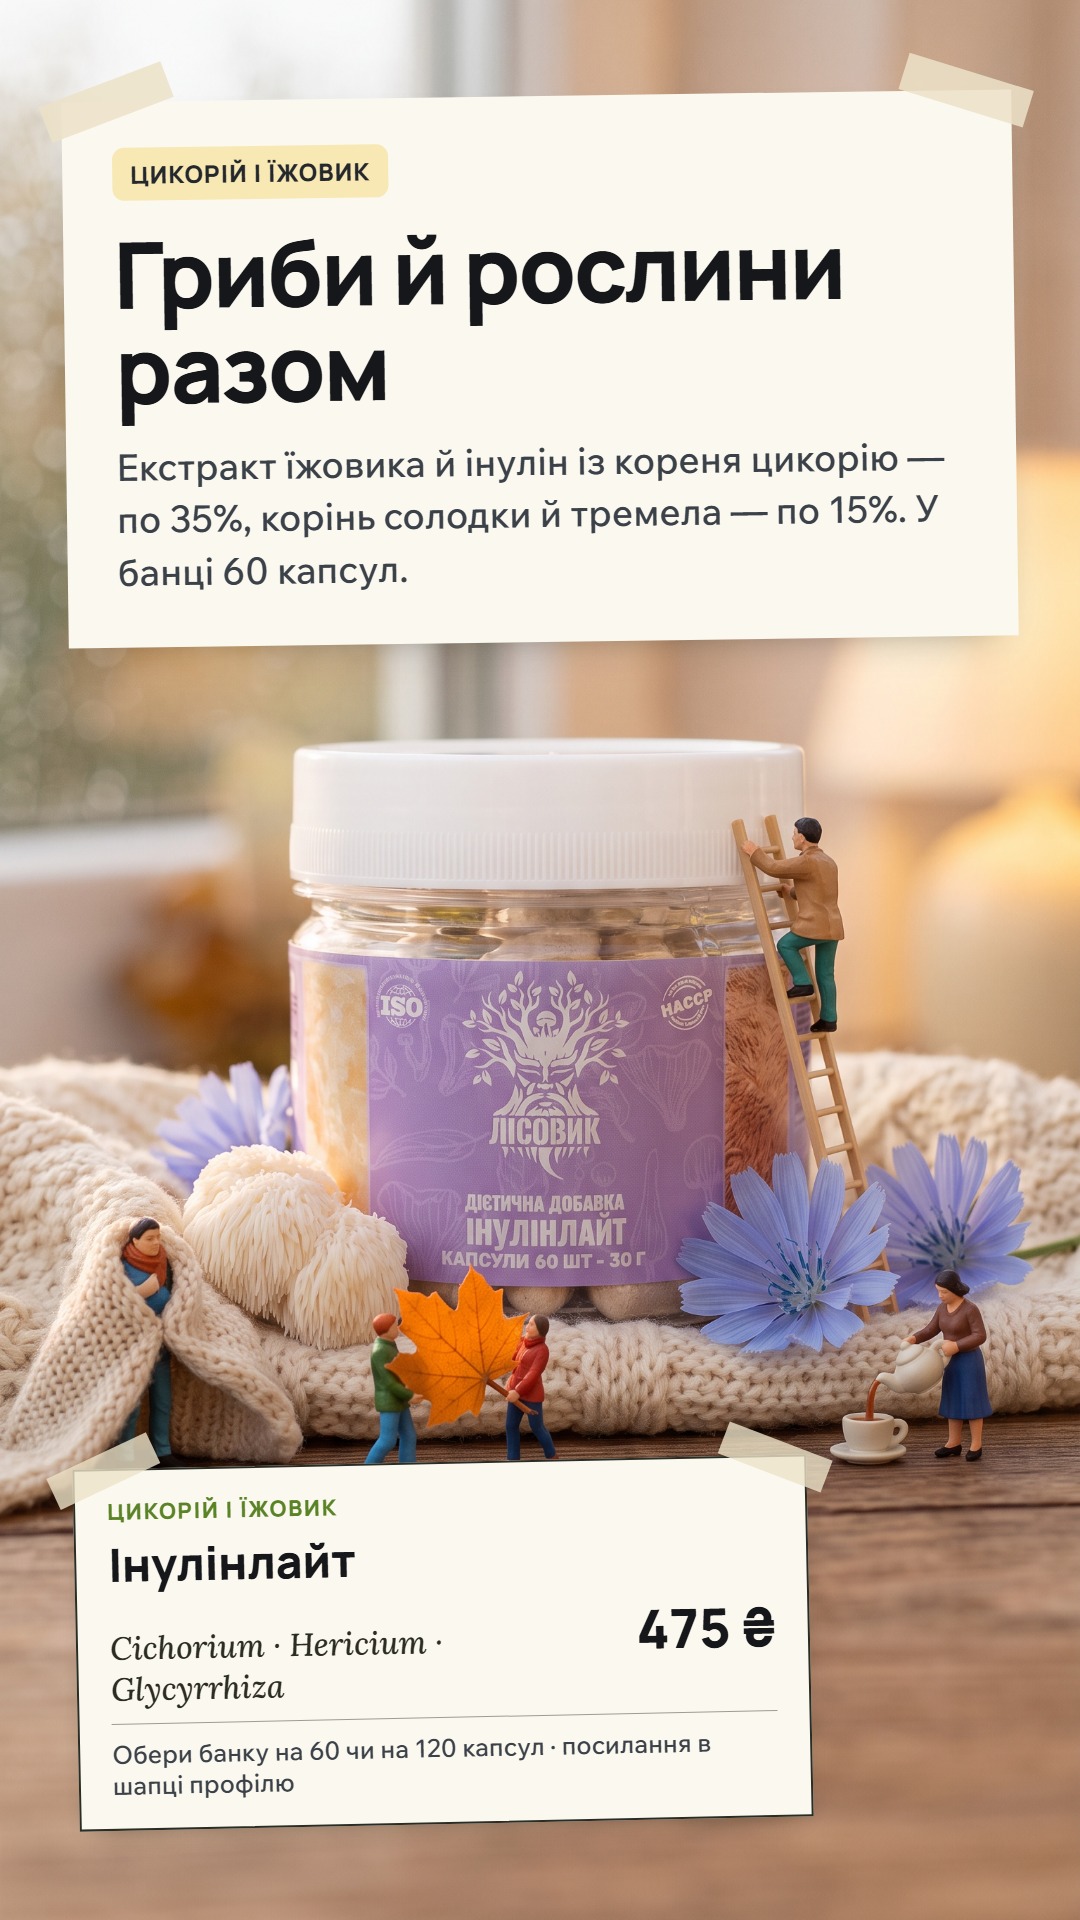 ЦИКОРІЙ І ЇЖОВИК
Гриби й рослини
разом
Екстракт їжовика й інулін із кореня цикорію —
по 35%, корінь солодки й тремела — по 15%. У
банці 60 капсул.
ISO
HACCP
ЛІСОВИК
ДІЄТИЧНА ДОБАВКА
ІНУЛІНЛАЙТ
КАПСУЛИ 60 ШТ - 30 Г
ЦИКОРІЙ І ЇЖОВИК
Інулінлайт
475 ₴
Cichorium · Hericium ·
Glycyrrhiza
Обери банку на 60 чи на 120 капсул · посилання в
шапці профілю